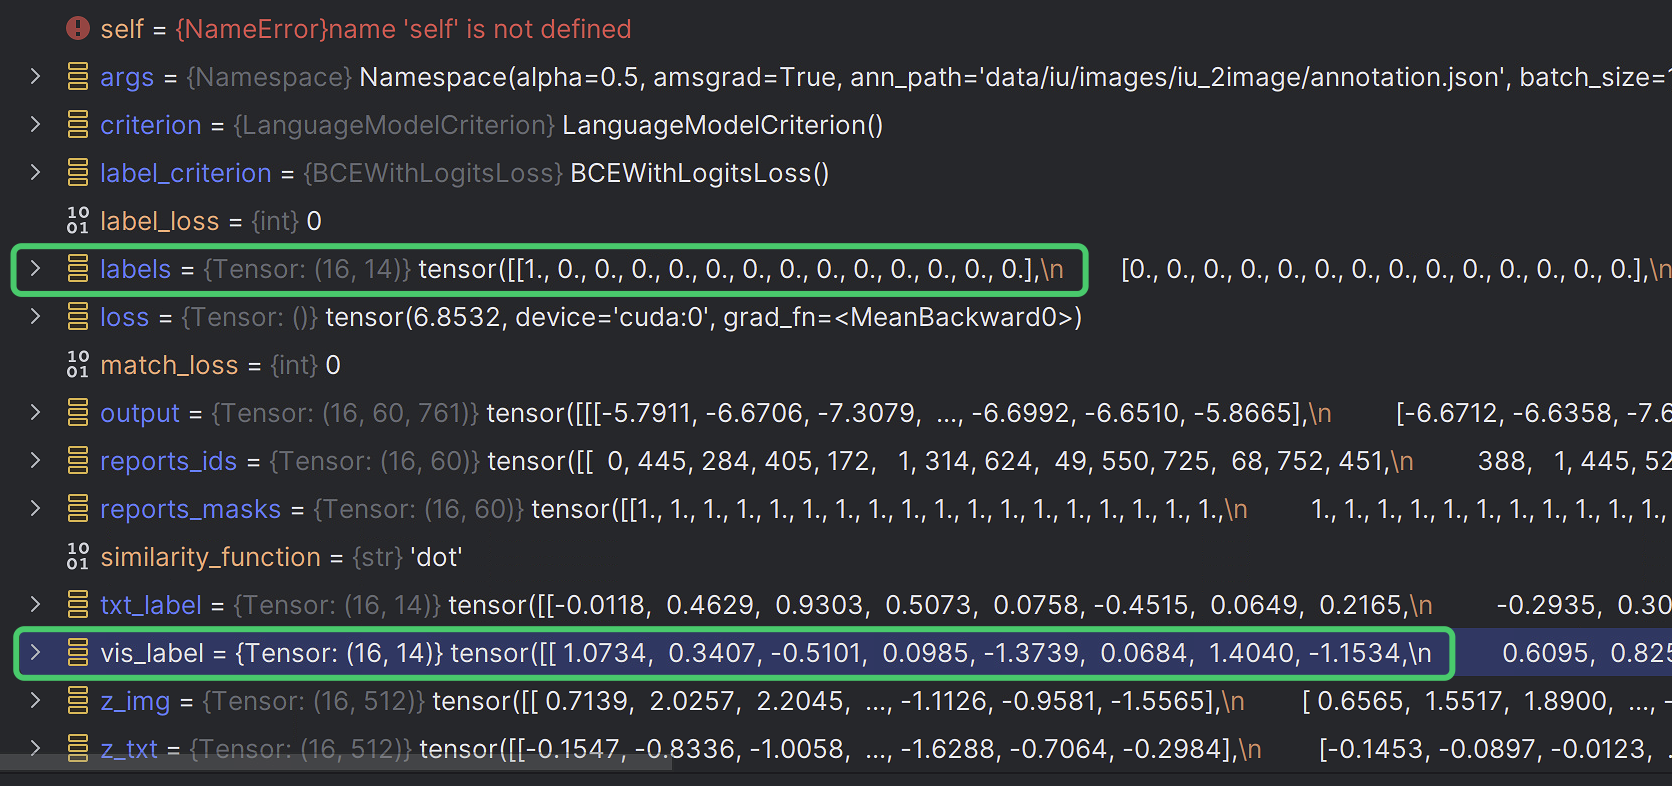 self = {NameError}name 'self' is not defined
args = {Namespace} Namespace(alpha=0.5, amsgrad=True, ann_path='data/iu/images/iu_2image/annotation.json', batch_size=1
criterion = {LanguageModelCriterion} LanguageModelCriterion()
label_criterion = {BCEWithLogitsLoss} BCEWithLogitsLoss()
10 01 label_loss = {int} 0
labels = {Tensor: (16, 14)} tensor([[1., 0., 0., 0., 0., 0., 0., 0., 0., 0., 0., 0., 0., 0.],\n [0., 0., 0., 0., 0., 0., 0., 0., 0., 0., 0., 0., 0., 0.],\n
loss = {Tensor: ()} tensor(6.8532, device='cuda:0', grad_fn=<MeanBackward0>)
10 01 match_loss = {int} 0
output = {Tensor: (16, 60, 761)} tensor([[[-5.7911, -6.6706, -7.3079, ..., -6.6992, -6.6510, -5.8665],\n [-6.6712, -6.6358, -7.6
reports_ids = {Tensor: (16, 60)} tensor([[ 0, 445, 284, 405, 172, 1, 314, 624, 49, 550, 725, 68, 752, 451,\n 388, 1, 445, 52
reports_masks = {Tensor: (16, 60)} tensor([[1., 1., 1., 1., 1., 1., 1., 1., 1., 1., 1., 1., 1., 1., 1., 1., 1., 1.,\n 1., 1., 1., 1., 1., 1., 1., 1., 1., 1., 1.,
10 01 similarity_function = {str} 'dot'
txt_label = {Tensor: (16, 14)} tensor([[-0.0118, 0.4629, 0.9303, 0.5073, 0.0758, -0.4515, 0.0649, 0.2165,\n -0.2935, 0.30
vis_label = {Tensor: (16, 14)} tensor([[ 1.0734, 0.3407, -0.5101, 0.0985, -1.3739, 0.0684, 1.4040, -1.1534,\n 0.6095, 0.825
z_img = {Tensor: (16, 512)} tensor([[ 0.7139, 2.0257, 2.2045, ..., -1.1126, -0.9581, -1.5565],\n [ 0.6565, 1.5517, 1.8900, ..., -
z_txt = {Tensor: (16, 512)} tensor([[-0.1547, -0.8336, -1.0058, ..., -1.6288, -0.7064, -0.2984],\n [-0.1453, -0.0897, -0.0123, .